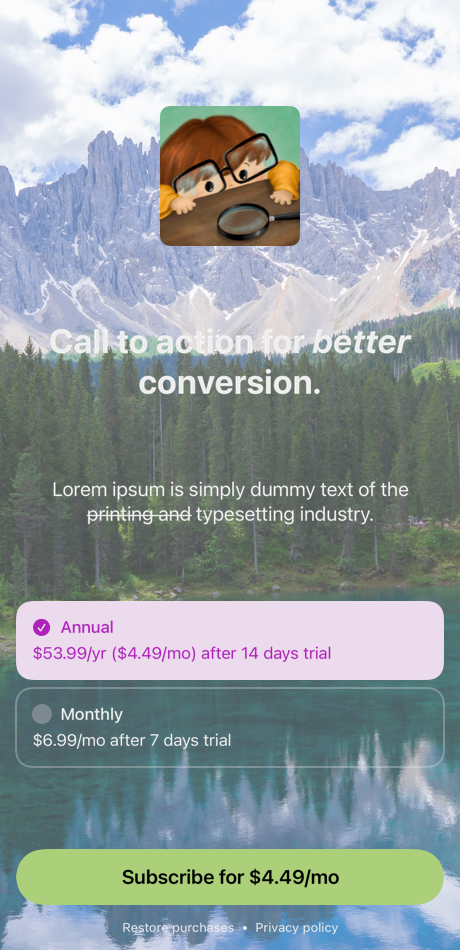 Call to action for better
conversion.
Lorem ipsum is simply dummy text of the
printing and typesetting industry.
Annual
$53.99/yr ($4.49/mo) after 14 days trial
Monthly
$6.99/mo after 7 days trial
Subscribe for $4.49/mo
Restore purchases • Privacy policy